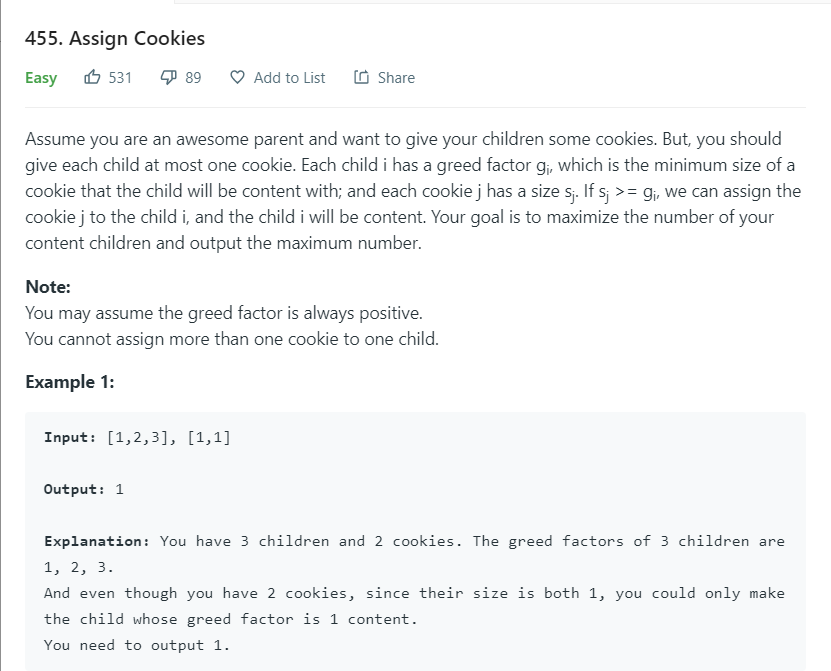 455. Assign Cookies
Easy 531 89 Add to List Share
Assume you are an awesome parent and want to give your children some cookies. But, you should
give each child at most one cookie. Each child i has a greed factor gi, which is the minimum size of a
cookie that the child will be content with; and each cookie j has a size sj. If sj >= gi, we can assign the
cookie j to the child i, and the child i will be content. Your goal is to maximize the number of your
content children and output the maximum number.
Note:
You may assume the greed factor is always positive.
You cannot assign more than one cookie to one child.
Example 1:
Input: [1,2,3], [1,1]
Output: 1
Explanation: You have 3 children and 2 cookies. The greed factors of 3 children are
1, 2, 3.
And even though you have 2 cookies, since their size is both 1, you could only make
the child whose greed factor is 1 content.
You need to output 1.